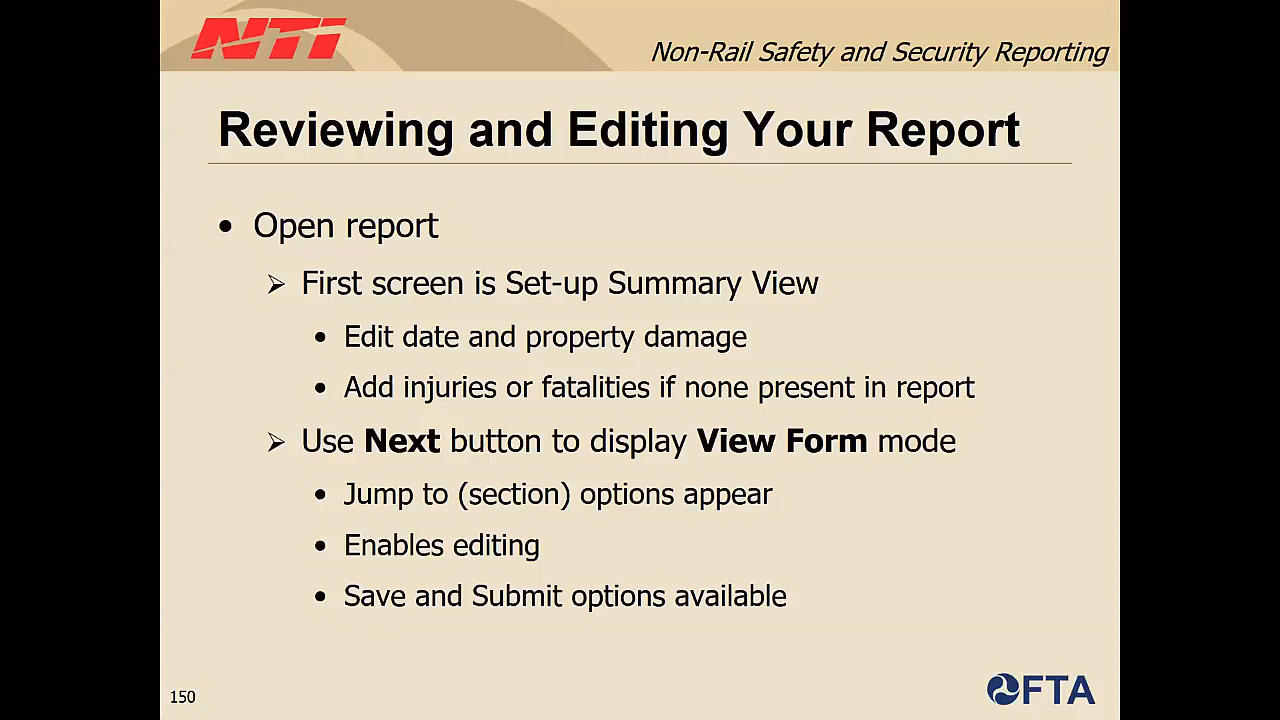 NTI
Non-Rail Safety and Security Reporting
Reviewing and Editing Your Report
• Open report
➢ First screen is Set-up Summary View
• Edit date and property damage
• Add injuries or fatalities if none present in report
➢ Use Next button to display View Form mode
• Jump to (section) options appear
• Enables editing
• Save and Submit options available
150
FTA